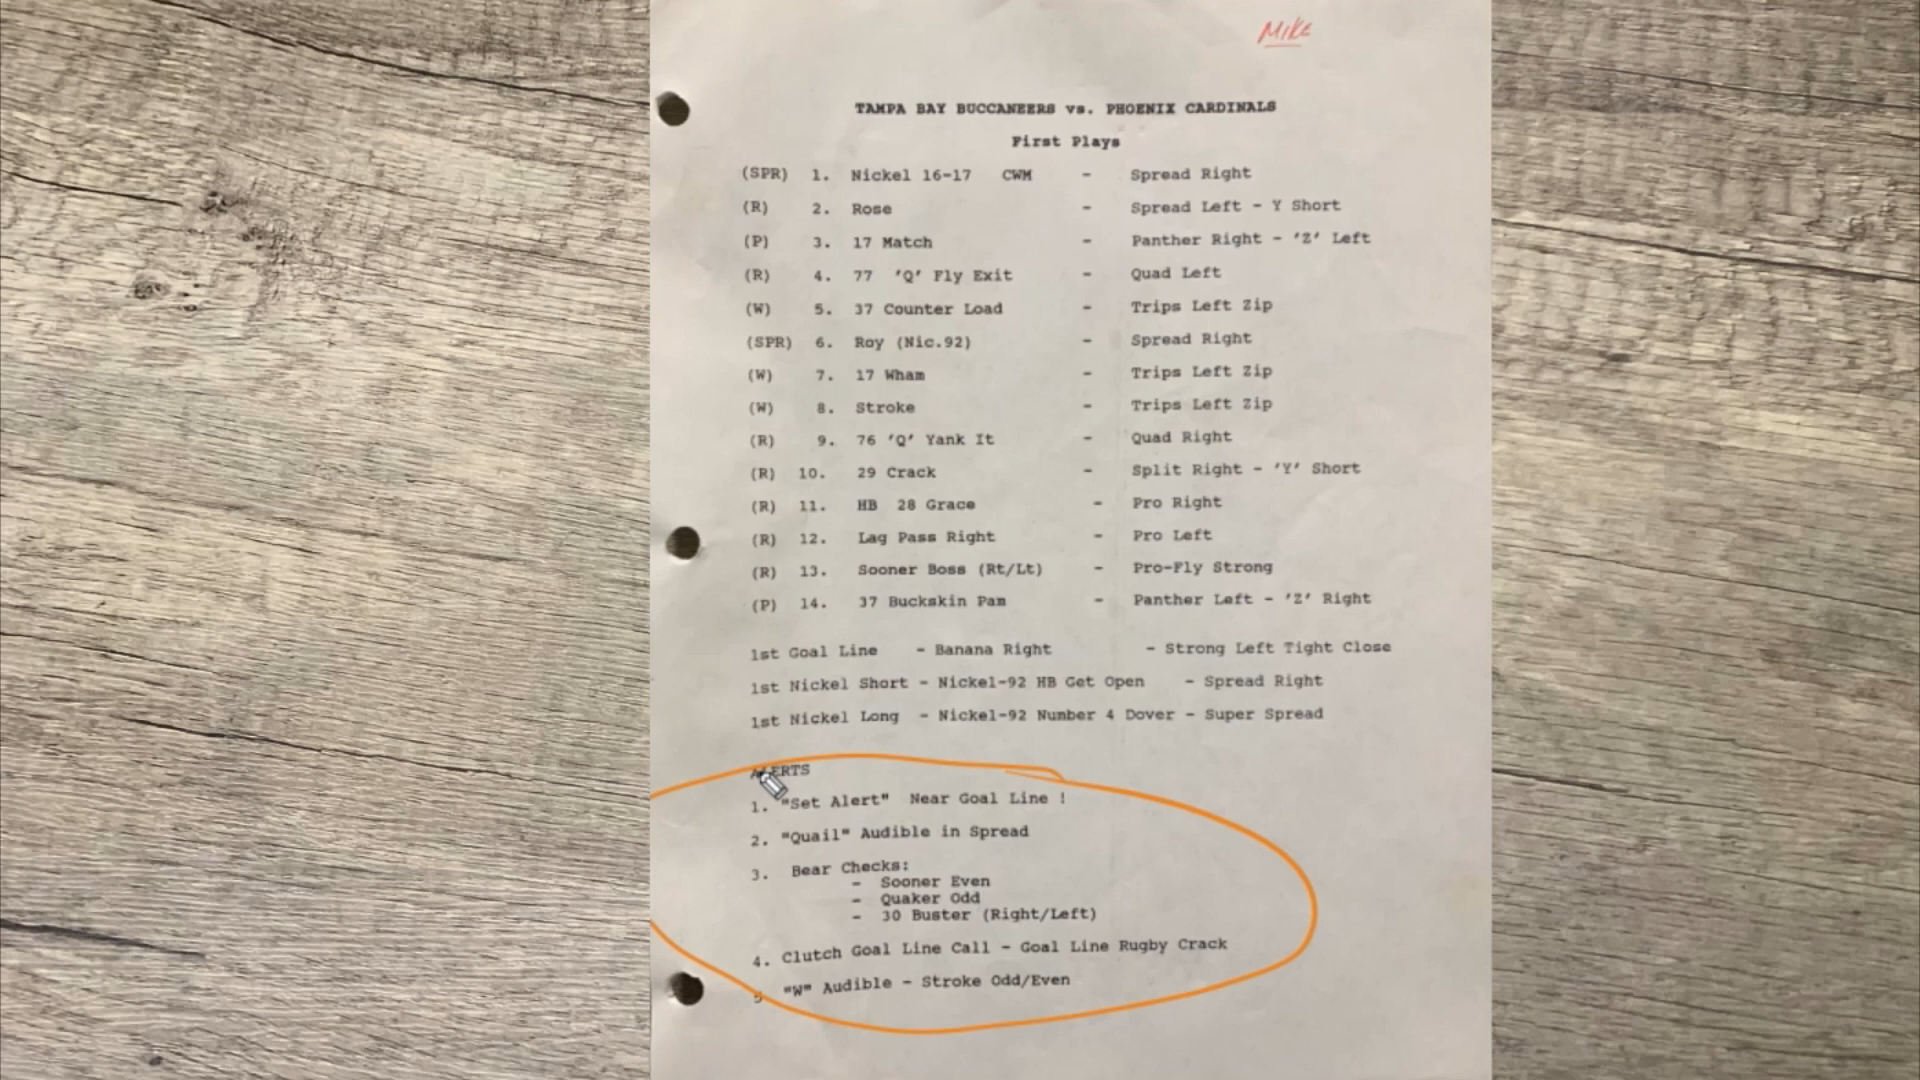 MIKE
TAMPA BAY BUCCANEERS vs. PHOENIX CARDINALS
First Plays
(SPR) 1. Nickel 16-17 CWM - Spread Right
(R) 2. Rose - Spread Left - Y Short
(P) 3. 17 Match - Panther Right - 'Z' Left
(R) 4. 77 'Q' Fly Exit - Quad Left
(W) 5. 37 Counter Load - Trips Left Zip
(SPR) 6. Roy (Nic.92) - Spread Right
(W) 7. 17 Wham - Trips Left Zip
(W) 8. Stroke - Trips Left Zip
(R) 9. 76 'Q' Yank It - Quad Right
(R) 10. 29 Crack - Split Right - 'Y' Short
(R) 11. HB 28 Grace - Pro Right
(R) 12. Lag Pass Right - Pro Left
(R) 13. Sooner Boss (Rt/Lt) - Pro-Fly Strong
(P) 14. 37 Buckskin Pam - Panther Left - 'Z' Right
1st Goal Line - Banana Right - Strong Left Tight Close
1st Nickel Short - Nickel-92 HB Get Open - Spread Right
1st Nickel Long - Nickel-92 Number 4 Dover - Super Spread
ALERTS
1. "Set Alert" Near Goal Line !
2. "Quail" Audible in Spread
3. Bear Checks:
- Sooner Even
- Quaker Odd
- 30 Buster (Right/Left)
4. Clutch Goal Line Call - Goal Line Rugby Crack
5 "W" Audible - Stroke Odd/Even